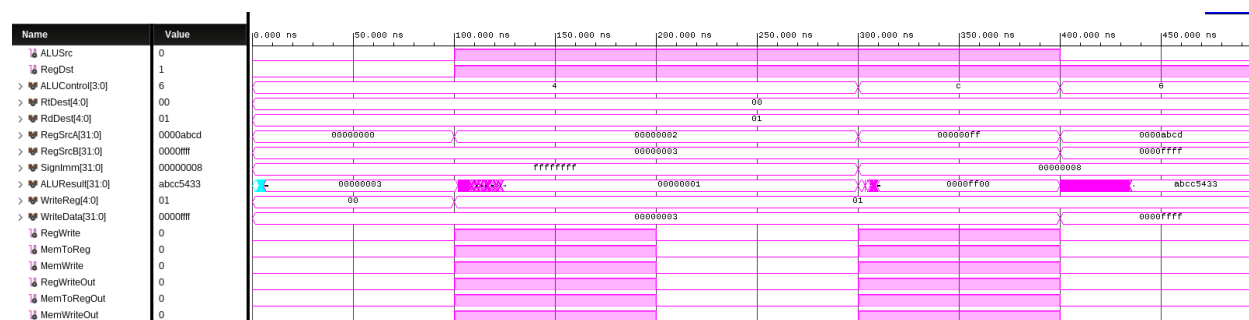 Name Value 0.000 ns 50.000 ns 100.000 ns 150.000 ns 200.000 ns 250.000 ns 300.000 ns 350.000 ns 400.000 ns 450.000 ns
ALUSrc 0
RegDst 1
ALUControl[3:0] 6 4 c 6
RtDest[4:0] 00 00
RdDest[4:0] 01 01
RegSrcA[31:0] 0000abcd 00000000 00000002 000000ff 0000abcd
RegSrcB[31:0] 0000ffff 00000003 0000ffff
SignImm[31:0] 00000008 ffffffff 00000008
ALUResult[31:0] abcc5433 00000003 00000001 0000ff00 abcc5433
WriteReg[4:0] 01 00 01
WriteData[31:0] 0000ffff 00000003 0000ffff
RegWrite 0
MemToReg 0
MemWrite 0
RegWriteOut 0
MemToRegOut 0
MemWriteOut 0